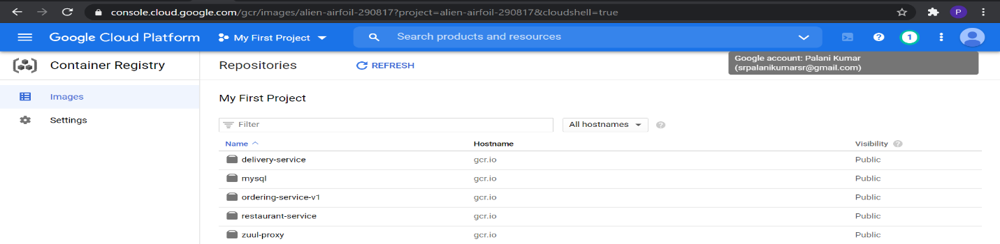 console.cloud.google.com/gcr/images/alien-airfoil-290817?project=alien-airfoil-290817&cloudshell=true
P
Google Cloud Platform My First Project Search products and resources ? 1
Container Registry Repositories REFRESH
Google account: Palani Kumar
(srpalanikumarsr@gmail.com)
Images
My First Project
Settings
Filter All hostnames ?
Name Hostname Visibility ?
delivery-service gcr.io Public
mysql gcr.io Public
ordering-service-v1 gcr.io Public
restaurant-service gcr.io Public
zuul-proxy gcr.io Public